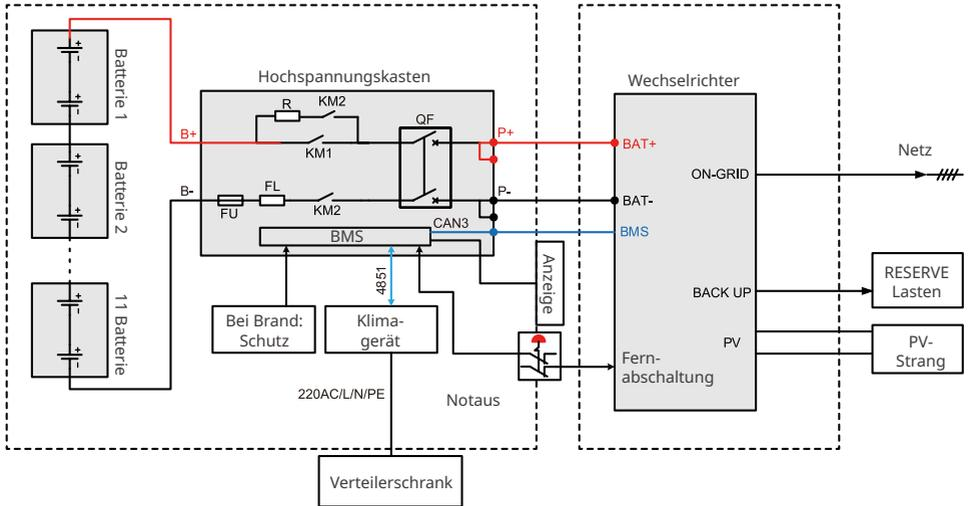 Hochspannungskasten
Wechselrichter
Batterie 1
Batterie 2
11 Batterie
+
-
+
-
+
-
+
-
+
-
+
-
B+
R
KM2
KM1
QF
P+
B-
FU
FL
KM2
P-
CAN3
BMS
4851
Anzeige
Bei Brand:
Schutz
Klima-
gerät
220AC/L/N/PE
Notaus
Verteilerschrank
BAT+
BAT-
BMS
ON-GRID
BACK UP
PV
Fern-
abschaltung
Netz
RESERVE
Lasten
PV-
Strang